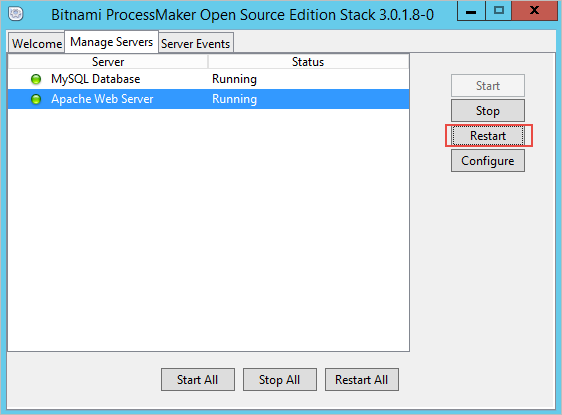 Bitnami ProcessMaker Open Source Edition Stack 3.0.1.8-0
Welcome Manage Servers Server Events
Server Status
MySQL Database Running
Apache Web Server Running
Start
Stop
Restart
Configure
Start All Stop All Restart All